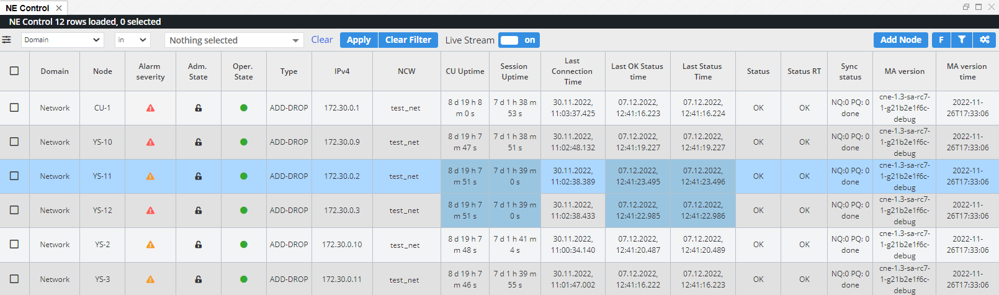 NE Control
NE Control 12 rows loaded, 0 selected
Domain in Nothing selected Clear Apply Clear Filter Live Stream on Add Node F
Domain Node Alarm severity Adm. State Oper. State Type IPv4 NCW CU Uptime Session Uptime Last Connection Time Last OK Status time Last Status Time Status Status RT Sync status MA version MA version time
Network CU-1 ADD-DROP 172.30.0.1 test_net 8 d 19 h 8 m 0 s 7 d 1 h 38 m 53 s 30.11.2022, 11:03:37.425 07.12.2022, 12:41:16.223 07.12.2022, 12:41:16.224 OK OK NQ:0 PQ: 0 done cne-1.3-sa-rc7-1-g21b2e1f6c-debug 2022-11-26T17:33:06
Network YS-10 ADD-DROP 172.30.0.9 test_net 8 d 19 h 7 m 47 s 7 d 1 h 38 m 51 s 30.11.2022, 11:02:48.132 07.12.2022, 12:41:19.227 07.12.2022, 12:41:19.227 OK OK NQ:0 PQ: 0 done cne-1.3-sa-rc7-1-g21b2e1f6c-debug 2022-11-26T17:33:06
Network YS-11 ADD-DROP 172.30.0.2 test_net 8 d 19 h 7 m 51 s 7 d 1 h 39 m 0 s 30.11.2022, 11:02:38.389 07.12.2022, 12:41:23.495 07.12.2022, 12:41:23.496 OK OK NQ:0 PQ: 0 done cne-1.3-sa-rc7-1-g21b2e1f6c-debug 2022-11-26T17:33:06
Network YS-12 ADD-DROP 172.30.0.3 test_net 8 d 19 h 7 m 51 s 7 d 1 h 39 m 0 s 30.11.2022, 11:02:38.433 07.12.2022, 12:41:22.985 07.12.2022, 12:41:22.986 OK OK NQ:0 PQ: 0 done cne-1.3-sa-rc7-1-g21b2e1f6c-debug 2022-11-26T17:33:06
Network YS-2 ADD-DROP 172.30.0.10 test_net 8 d 19 h 7 m 48 s 7 d 1 h 41 m 4 s 30.11.2022, 11:00:34.140 07.12.2022, 12:41:20.487 07.12.2022, 12:41:20.489 OK OK NQ:0 PQ: 0 done cne-1.3-sa-rc7-1-g21b2e1f6c-debug 2022-11-26T17:33:06
Network YS-3 ADD-DROP 172.30.0.11 test_net 8 d 19 h 7 m 46 s 7 d 1 h 39 m 55 s 30.11.2022, 11:01:47.002 07.12.2022, 12:41:16.222 07.12.2022, 12:41:16.223 OK OK NQ:0 PQ: 0 done cne-1.3-sa-rc7-1-g21b2e1f6c-debug 2022-11-26T17:33:06